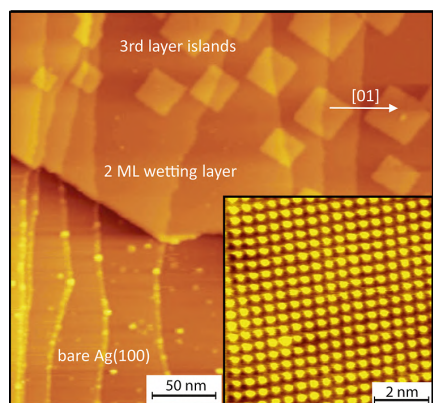 3rd layer islands
[01]
2 ML wetting layer
bare Ag(100)
50 nm
2 nm